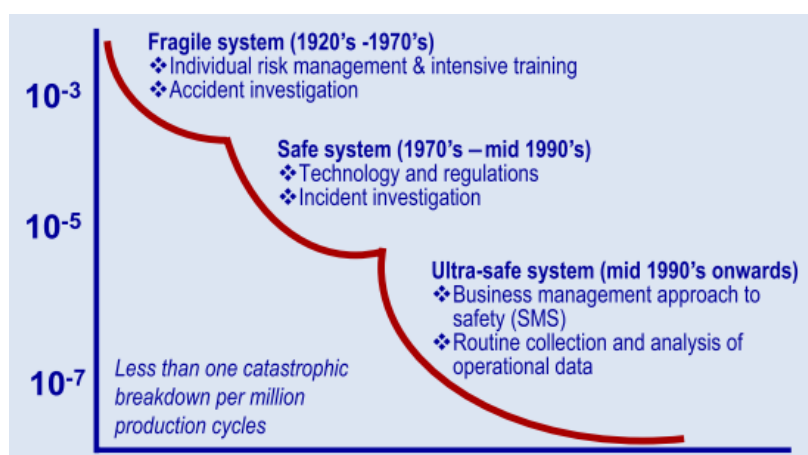 Fragile system (1920's -1970's)
❖Individual risk management & intensive training
❖Accident investigation
10-3
Safe system (1970's – mid 1990's)
❖Technology and regulations
❖Incident investigation
10-5
Ultra-safe system (mid 1990's onwards)
❖Business management approach to
safety (SMS)
❖Routine collection and analysis of
operational data
10-7
Less than one catastrophic
breakdown per million
production cycles